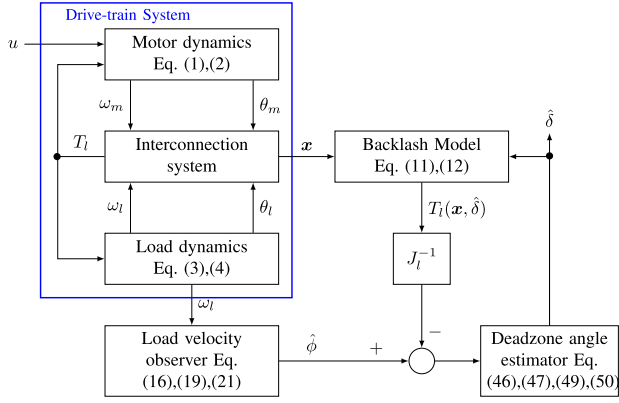 Drive-train System
u
Motor dynamics
Eq. (1),(2)
ω_m
θ_m
T_l
Interconnection
system
x
Backlash Model
Eq. (11),(12)
δ̂
ω_l
θ_l
T_l(x, δ̂)
Load dynamics
Eq. (3),(4)
J_l^{-1}
ω_l
Load velocity
observer Eq.
(16),(19),(21)
ϕ̂
+
−
Deadzone angle
estimator Eq.
(46),(47),(49),(50)